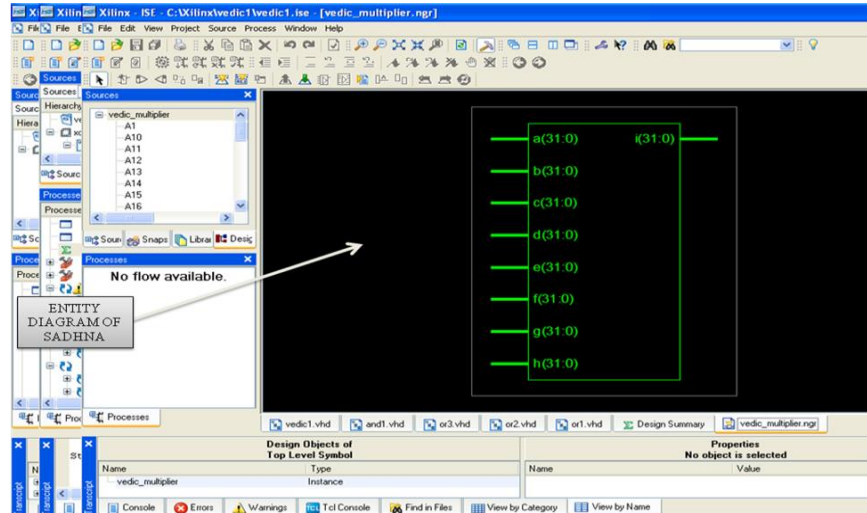 Xilinx - ISE - C:\Xilinx\vedic1\vedic1.ise - [vedic_multiplier.ngr]
File Edit View Project Source Process Window Help
Sources
Sources
Hierarchy
vedic_multiplier
A1
A10
A11
A12
A13
A14
A15
A16
Snaps
Processes
Processes
No flow available.
ENTITY
DIAGRAM OF
SADHNA
Processes
a(31:0) i(31:0)
b(31:0)
c(31:0)
d(31:0)
e(31:0)
f(31:0)
g(31:0)
h(31:0)
vedic1.vhd and1.vhd or3.vhd or2.vhd or1.vhd Design Summary vedic_multiplier.ngr
Design Objects of
Top Level Symbol
Properties
No object is selected
Name Type Name Value
vedic_multiplier Instance
Console Errors Warnings Tcl Console Find in Files View by Category View by Name